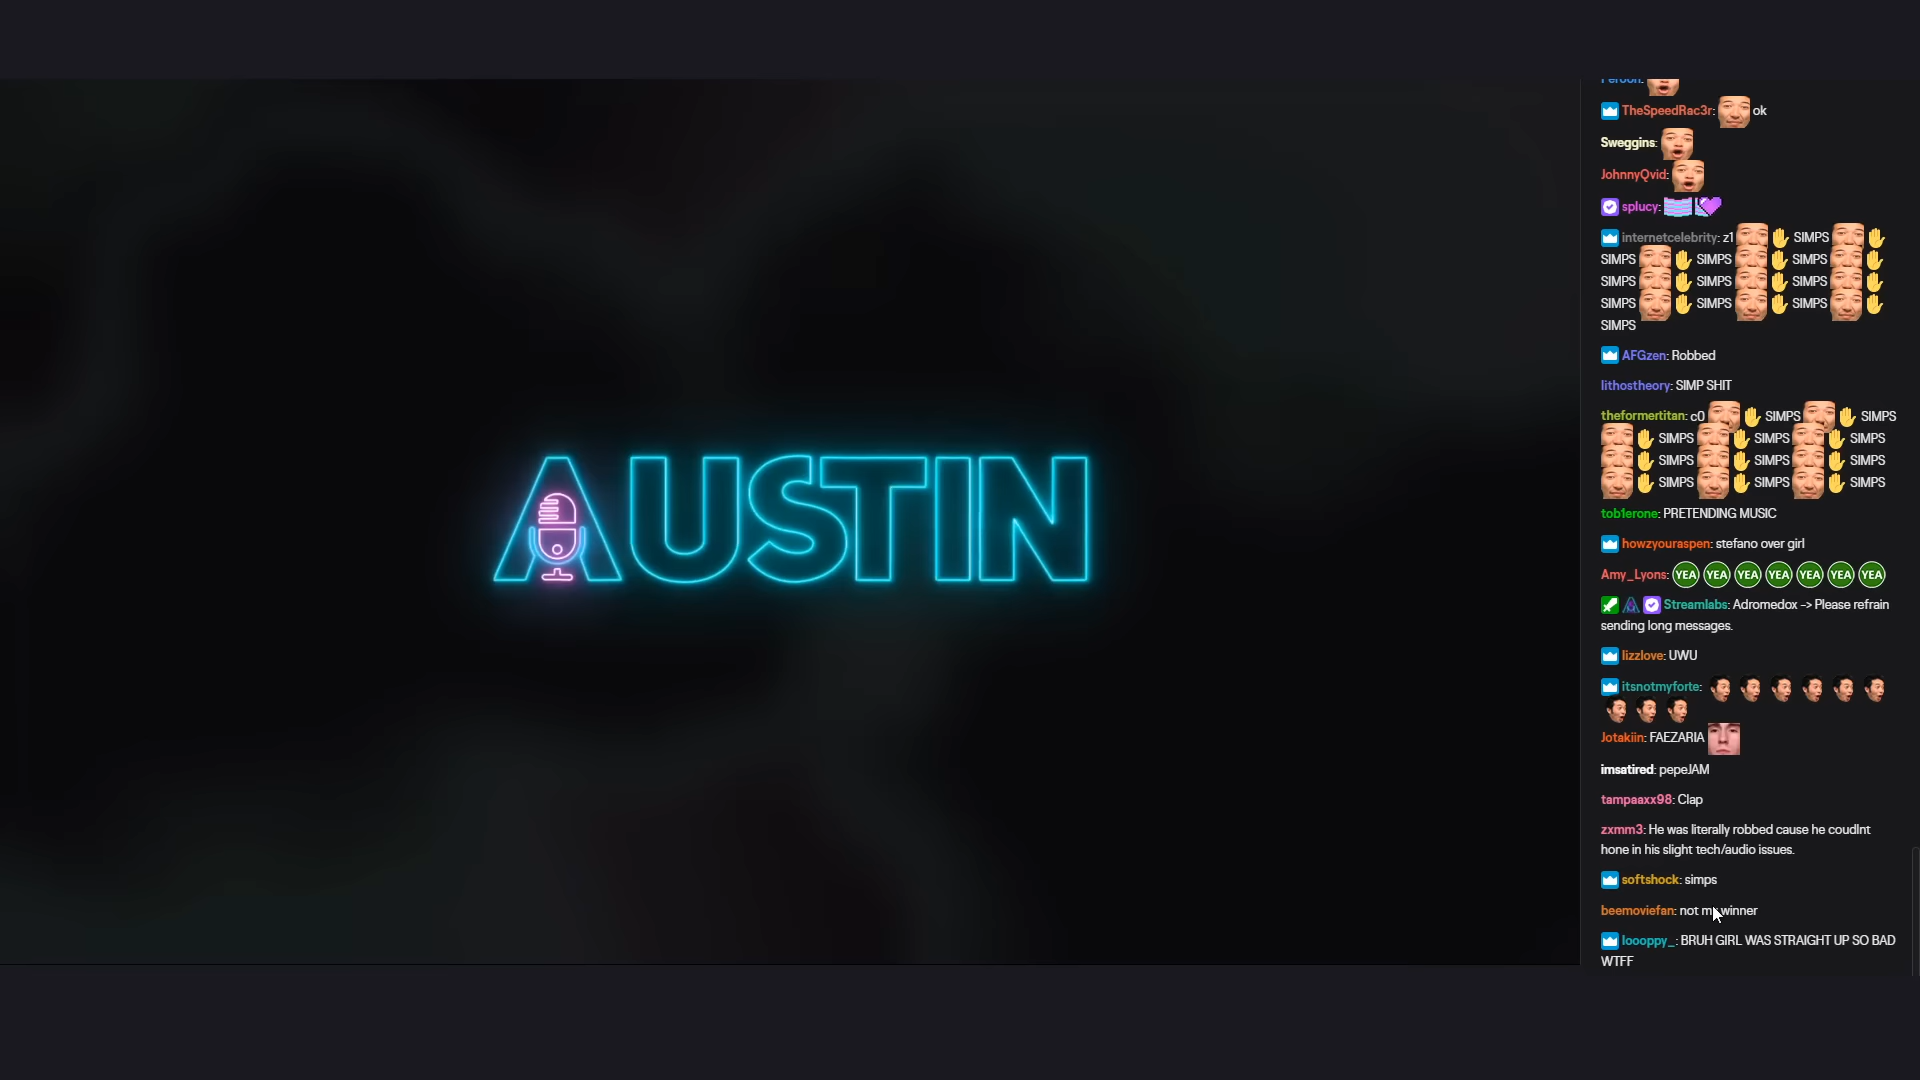 AUSTIN
TheSpeedRac3r: ok
Sweggins:
JohnnyQvid:
splucy:
internetcelebrity: z1 SIMPS
SIMPS SIMPS SIMPS
SIMPS SIMPS SIMPS
SIMPS SIMPS SIMPS
SIMPS
AFGzen: Robbed
lithostheory: SIMP SHIT
theformertitan: c0 SIMPS SIMPS
SIMPS SIMPS SIMPS
SIMPS SIMPS SIMPS
SIMPS SIMPS SIMPS
tob1erone: PRETENDING MUSIC
howzyouraspen: stefano over girl
Amy_Lyons: YEA YEA YEA YEA YEA YEA YEA
Streamlabs: Adromedox -> Please refrain
sending long messages.
lizzlove: UWU
itsnotmyforte:
Jotakiin: FAEZARIA
imsatired: pepeJAM
tampaaxx98: Clap
zxmm3: He was literally robbed cause he coudlnt
hone in his slight tech/audio issues.
softshock: simps
beemoviefan: not winner
loooppy_: BRUH GIRL WAS STRAIGHT UP SO BAD
WTFF